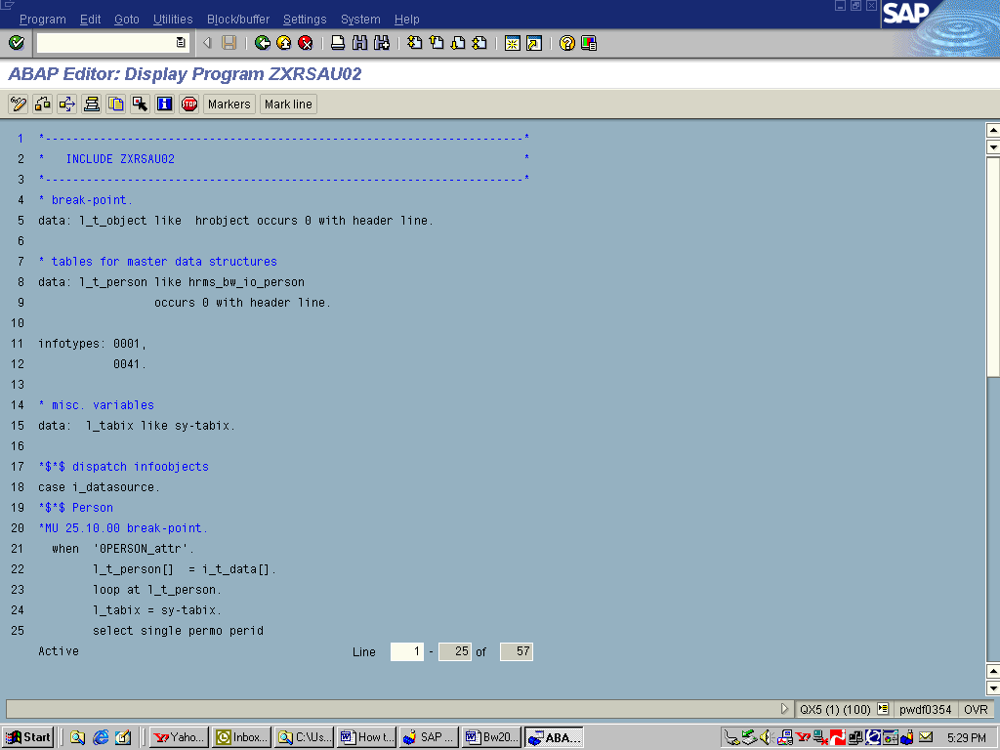 Program Edit Goto Utilities Block/buffer Settings System Help
SAP
ABAP Editor: Display Program ZXRSAU02
STOP Markers Mark line
1 *----------------------------------------------------------------------*
2 *   INCLUDE ZXRSAU02                                                   *
3 *----------------------------------------------------------------------*
4 * break-point.
5 data: l_t_object like  hrobject occurs 0 with header line.
6
7 * tables for master data structures
8 data: l_t_person like hrms_bw_io_person
9                  occurs 0 with header line.
10
11 infotypes: 0001,
12            0041.
13
14 * misc. variables
15 data:  l_tabix like sy-tabix.
16
17 *$*$ dispatch infoobjects
18 case i_datasource.
19 *$*$ Person
20 *MU 25.10.00 break-point.
21   when  '0PERSON_attr'.
22         l_t_person[]  = i_t_data[].
23         loop at l_t_person.
24         l_tabix = sy-tabix.
25         select single permo perid
Active Line 1 - 25 of 57
QX5 (1) (100) pwdf0354 OVR
Start Yaho... Inbox... C:\Us... How t... SAP ... Bw20... ABA... 5:29 PM